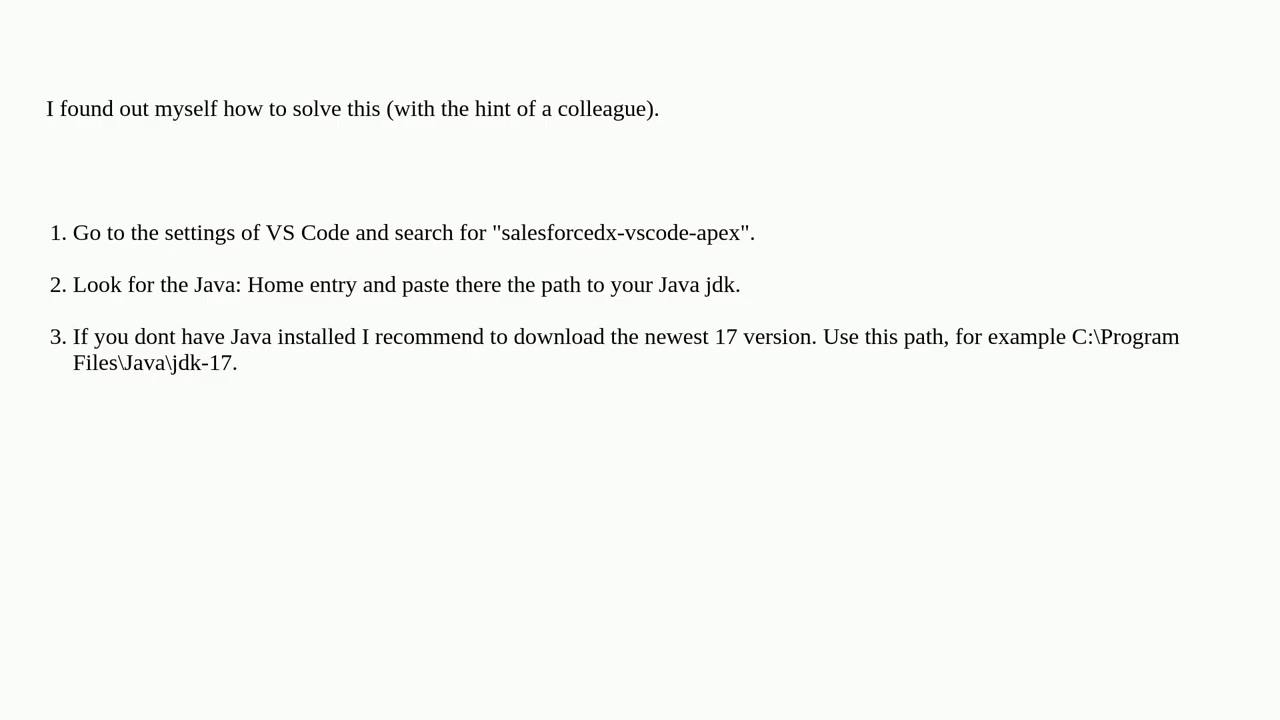 I found out myself how to solve this (with the hint of a colleague).
1. Go to the settings of VS Code and search for "salesforcedx-vscode-apex".
2. Look for the Java: Home entry and paste there the path to your Java jdk.
3. If you dont have Java installed I recommend to download the newest 17 version. Use this path, for example C:\Program
Files\Java\jdk-17.